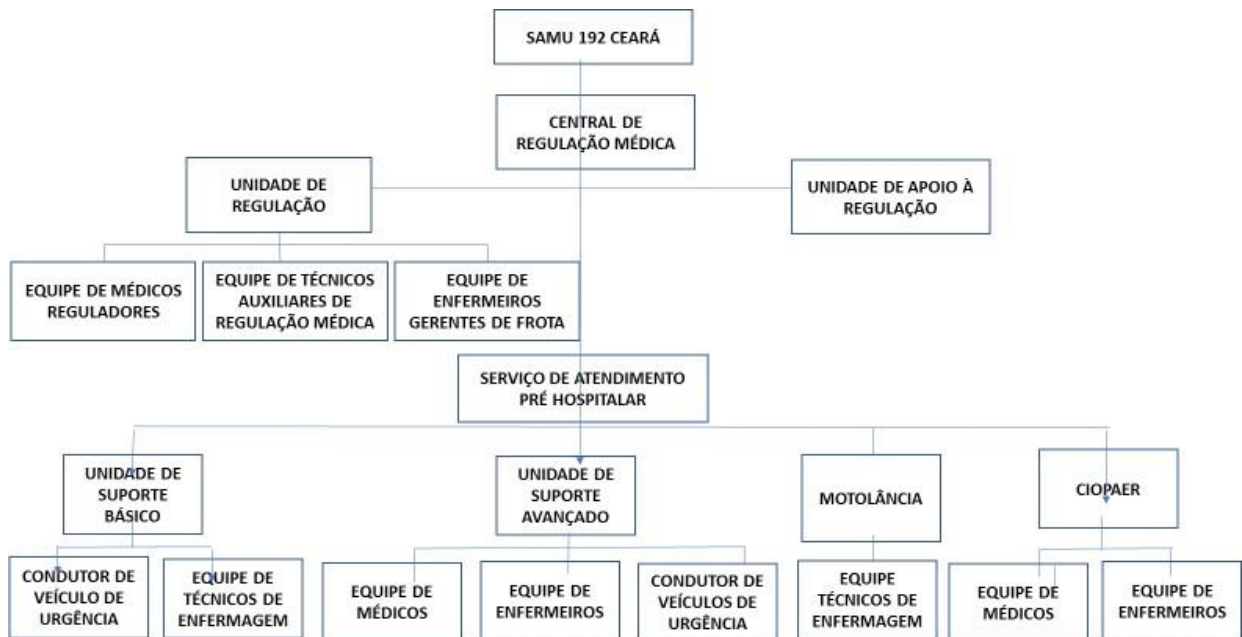 SAMU 192 CEARÁ
CENTRAL DE
REGULAÇÃO MÉDICA
UNIDADE DE
REGULAÇÃO
UNIDADE DE APOIO À
REGULAÇÃO
EQUIPE DE MÉDICOS
REGULADORES
EQUIPE DE TÉCNICOS
AUXILIARES DE
REGULAÇÃO MÉDICA
EQUIPE DE
ENFERMEIROS
GERENTES DE FROTA
SERVIÇO DE ATENDIMENTO
PRÉ HOSPITALAR
UNIDADE DE
SUPORTE
BÁSICO
UNIDADE DE
SUPORTE
AVANÇADO
MOTOLÂNCIA
CIOPAER
CONDUTOR DE
VEÍCULO DE
URGÊNCIA
EQUIPE DE
TÉCNICOS DE
ENFERMAGEM
EQUIPE DE
MÉDICOS
EQUIPE DE
ENFERMEIROS
CONDUTOR DE
VEÍCULOS DE
URGÊNCIA
EQUIPE
TÉCNICOS DE
ENFERMAGEM
EQUIPE DE
MÉDICOS
EQUIPE DE
ENFERMEIROS